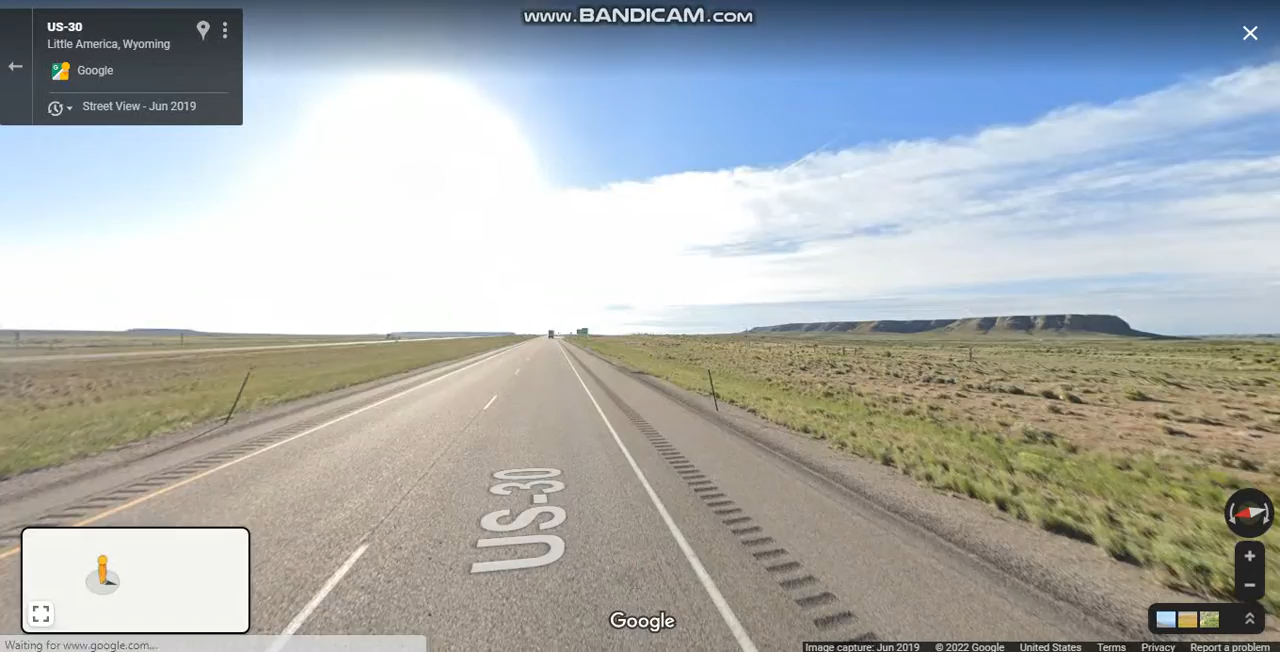 www.BANDICAM.com
US-30
Little America, Wyoming
Google
Street View - Jun 2019
US-30
Google
Waiting for www.google.com...
Image capture: Jun 2019 © 2022 Google United States Terms Privacy Report a problem